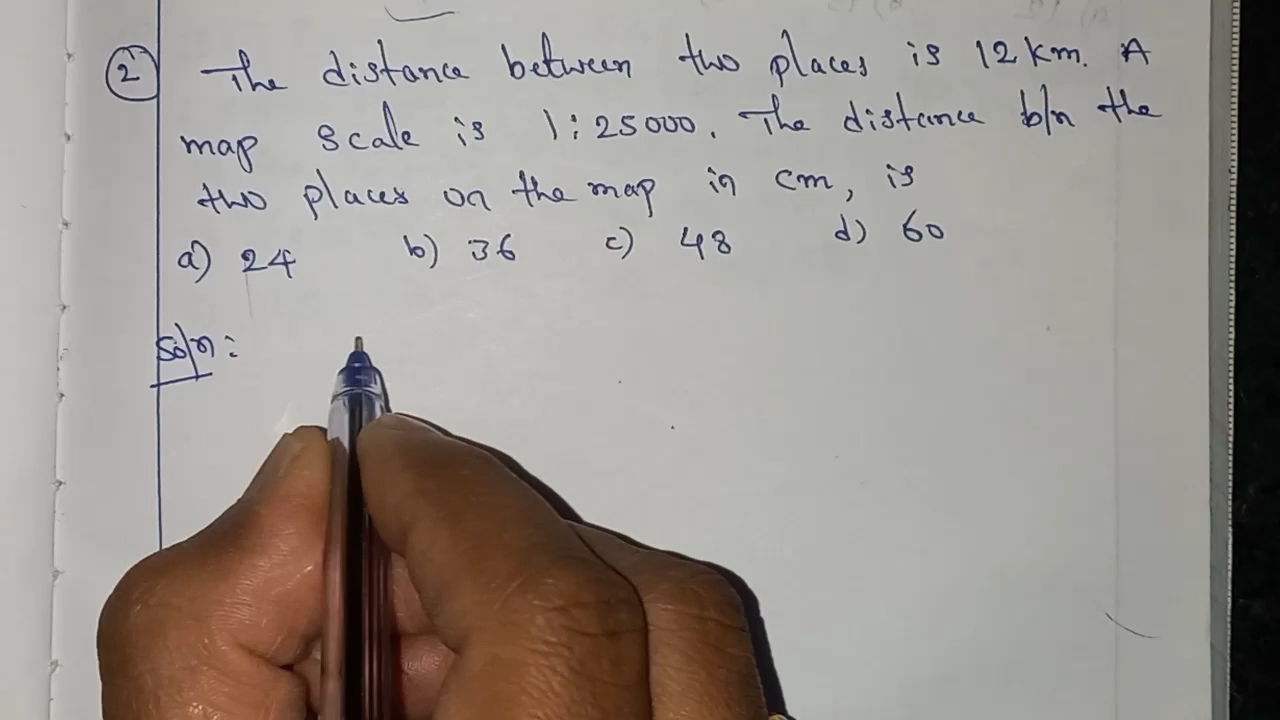 2 The distance between two places is 12 km. A
map scale is 1:25000. The distance b/n the
two places on the map in cm, is
a) 24 b) 36 c) 48 d) 60
Sol\n: